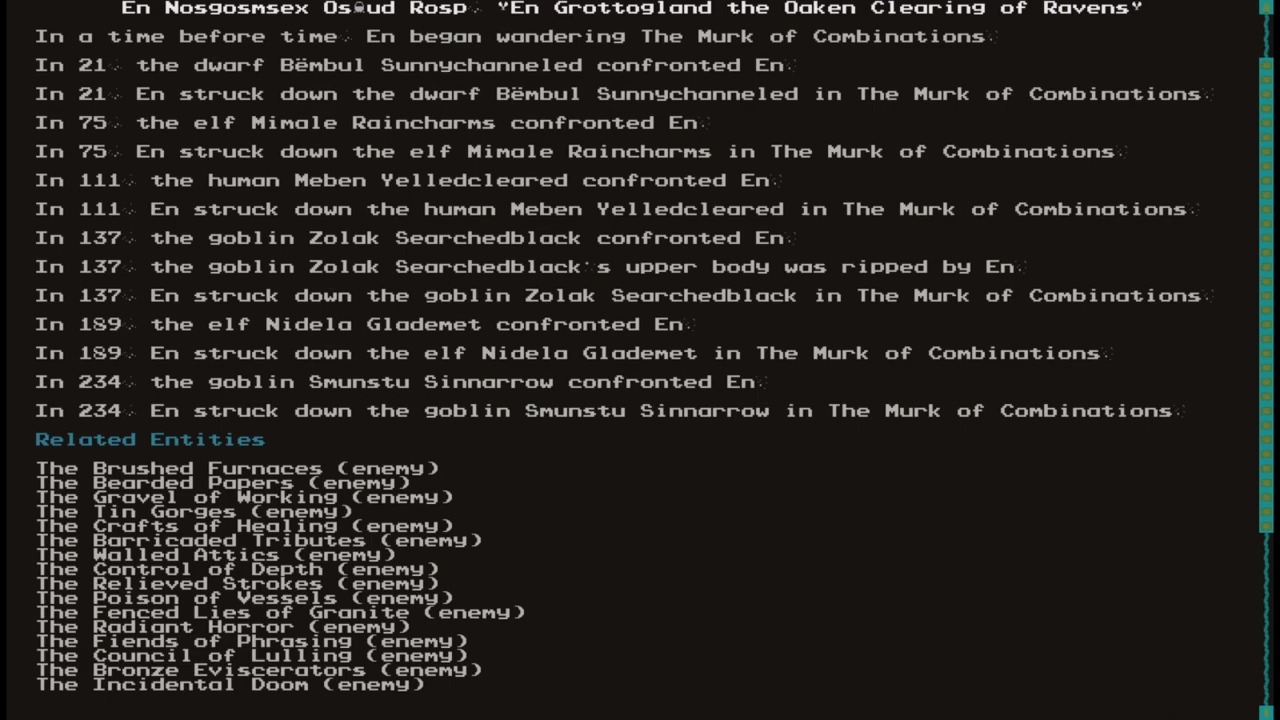 En Nosgosmsex Osöud Rosp, "En Grottogland the Oaken Clearing of Ravens"
In a time before time, En began wandering The Murk of Combinations.
In 21, the dwarf Bëmbul Sunnychanneled confronted En.
In 21, En struck down the dwarf Bëmbul Sunnychanneled in The Murk of Combinations.
In 75, the elf Mimale Raincharms confronted En.
In 75, En struck down the elf Mimale Raincharms in The Murk of Combinations.
In 111, the human Meben Yelledcleared confronted En.
In 111, En struck down the human Meben Yelledcleared in The Murk of Combinations.
In 137, the goblin Zolak Searchedblack confronted En.
In 137, the goblin Zolak Searchedblack's upper body was ripped by En.
In 137, En struck down the goblin Zolak Searchedblack in The Murk of Combinations.
In 189, the elf Nidela Glademet confronted En.
In 189, En struck down the elf Nidela Glademet in The Murk of Combinations.
In 234, the goblin Smunstu Sinnarrow confronted En.
In 234, En struck down the goblin Smunstu Sinnarrow in The Murk of Combinations.
Related Entities
The Brushed Furnaces (enemy)
The Bearded Papers (enemy)
The Gravel of Working (enemy)
The Tin Gorges (enemy)
The Crafts of Healing (enemy)
The Barricaded Tributes (enemy)
The Walled Attics (enemy)
The Control of Depth (enemy)
The Relieved Strokes (enemy)
The Poison of Vessels (enemy)
The Fenced Lies of Granite (enemy)
The Radiant Horror (enemy)
The Fiends of Phrasing (enemy)
The Council of Lulling (enemy)
The Bronze Eviscerators (enemy)
The Incidental Doom (enemy)